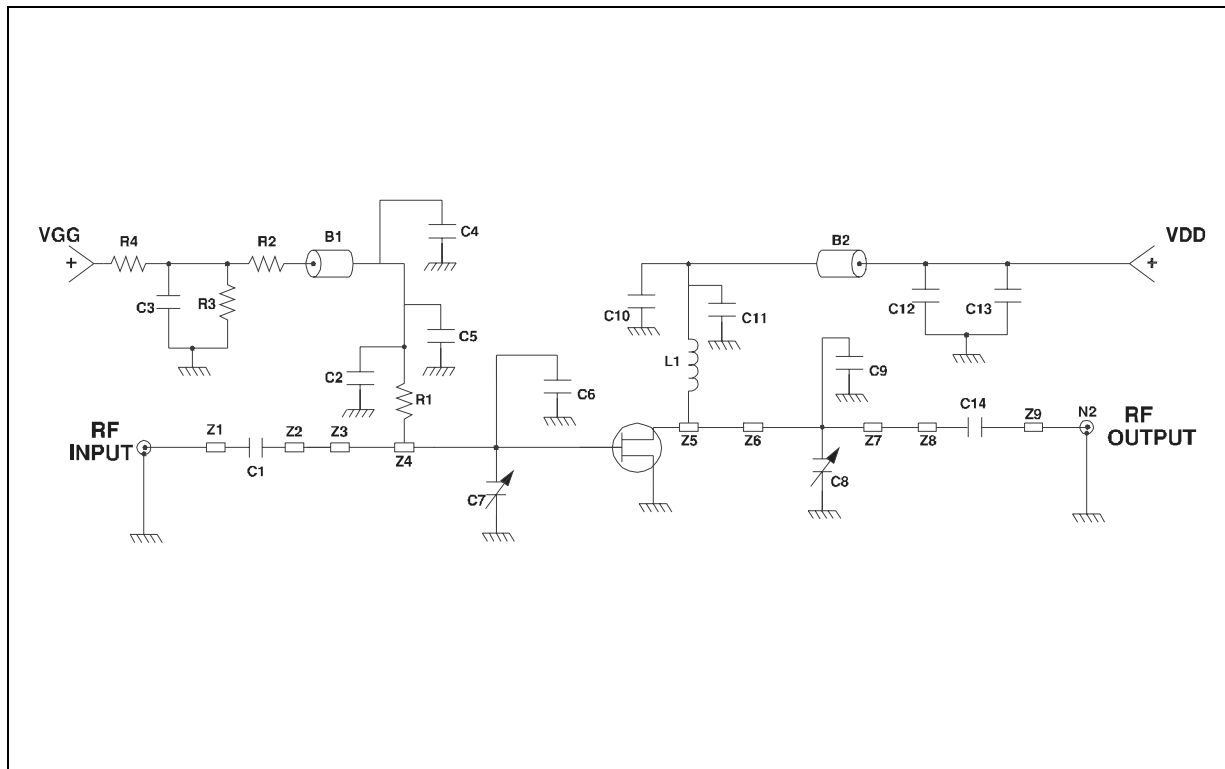 VGG
+
R4
R2
B1
C4
B2
VDD
+
C3
R3
C5
C10
C11
C12
C13
C2
L1
C9
R1
C6
RF
INPUT
Z1
C1
Z2
Z3
Z4
C7
Z5
Z6
C8
Z7
Z8
C14
Z9
N2
RF
OUTPUT